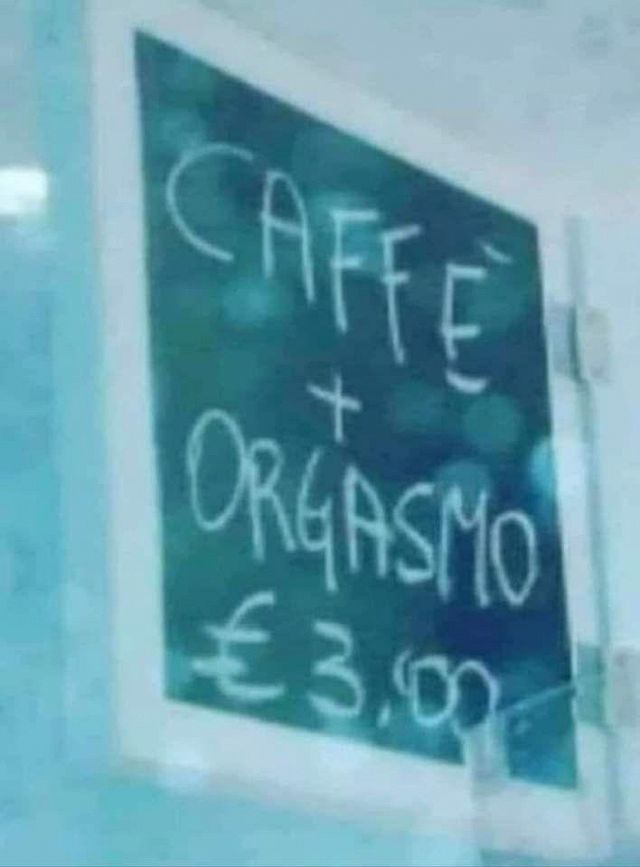 CAFFÈ
+
ORGASMO
€ 3,00